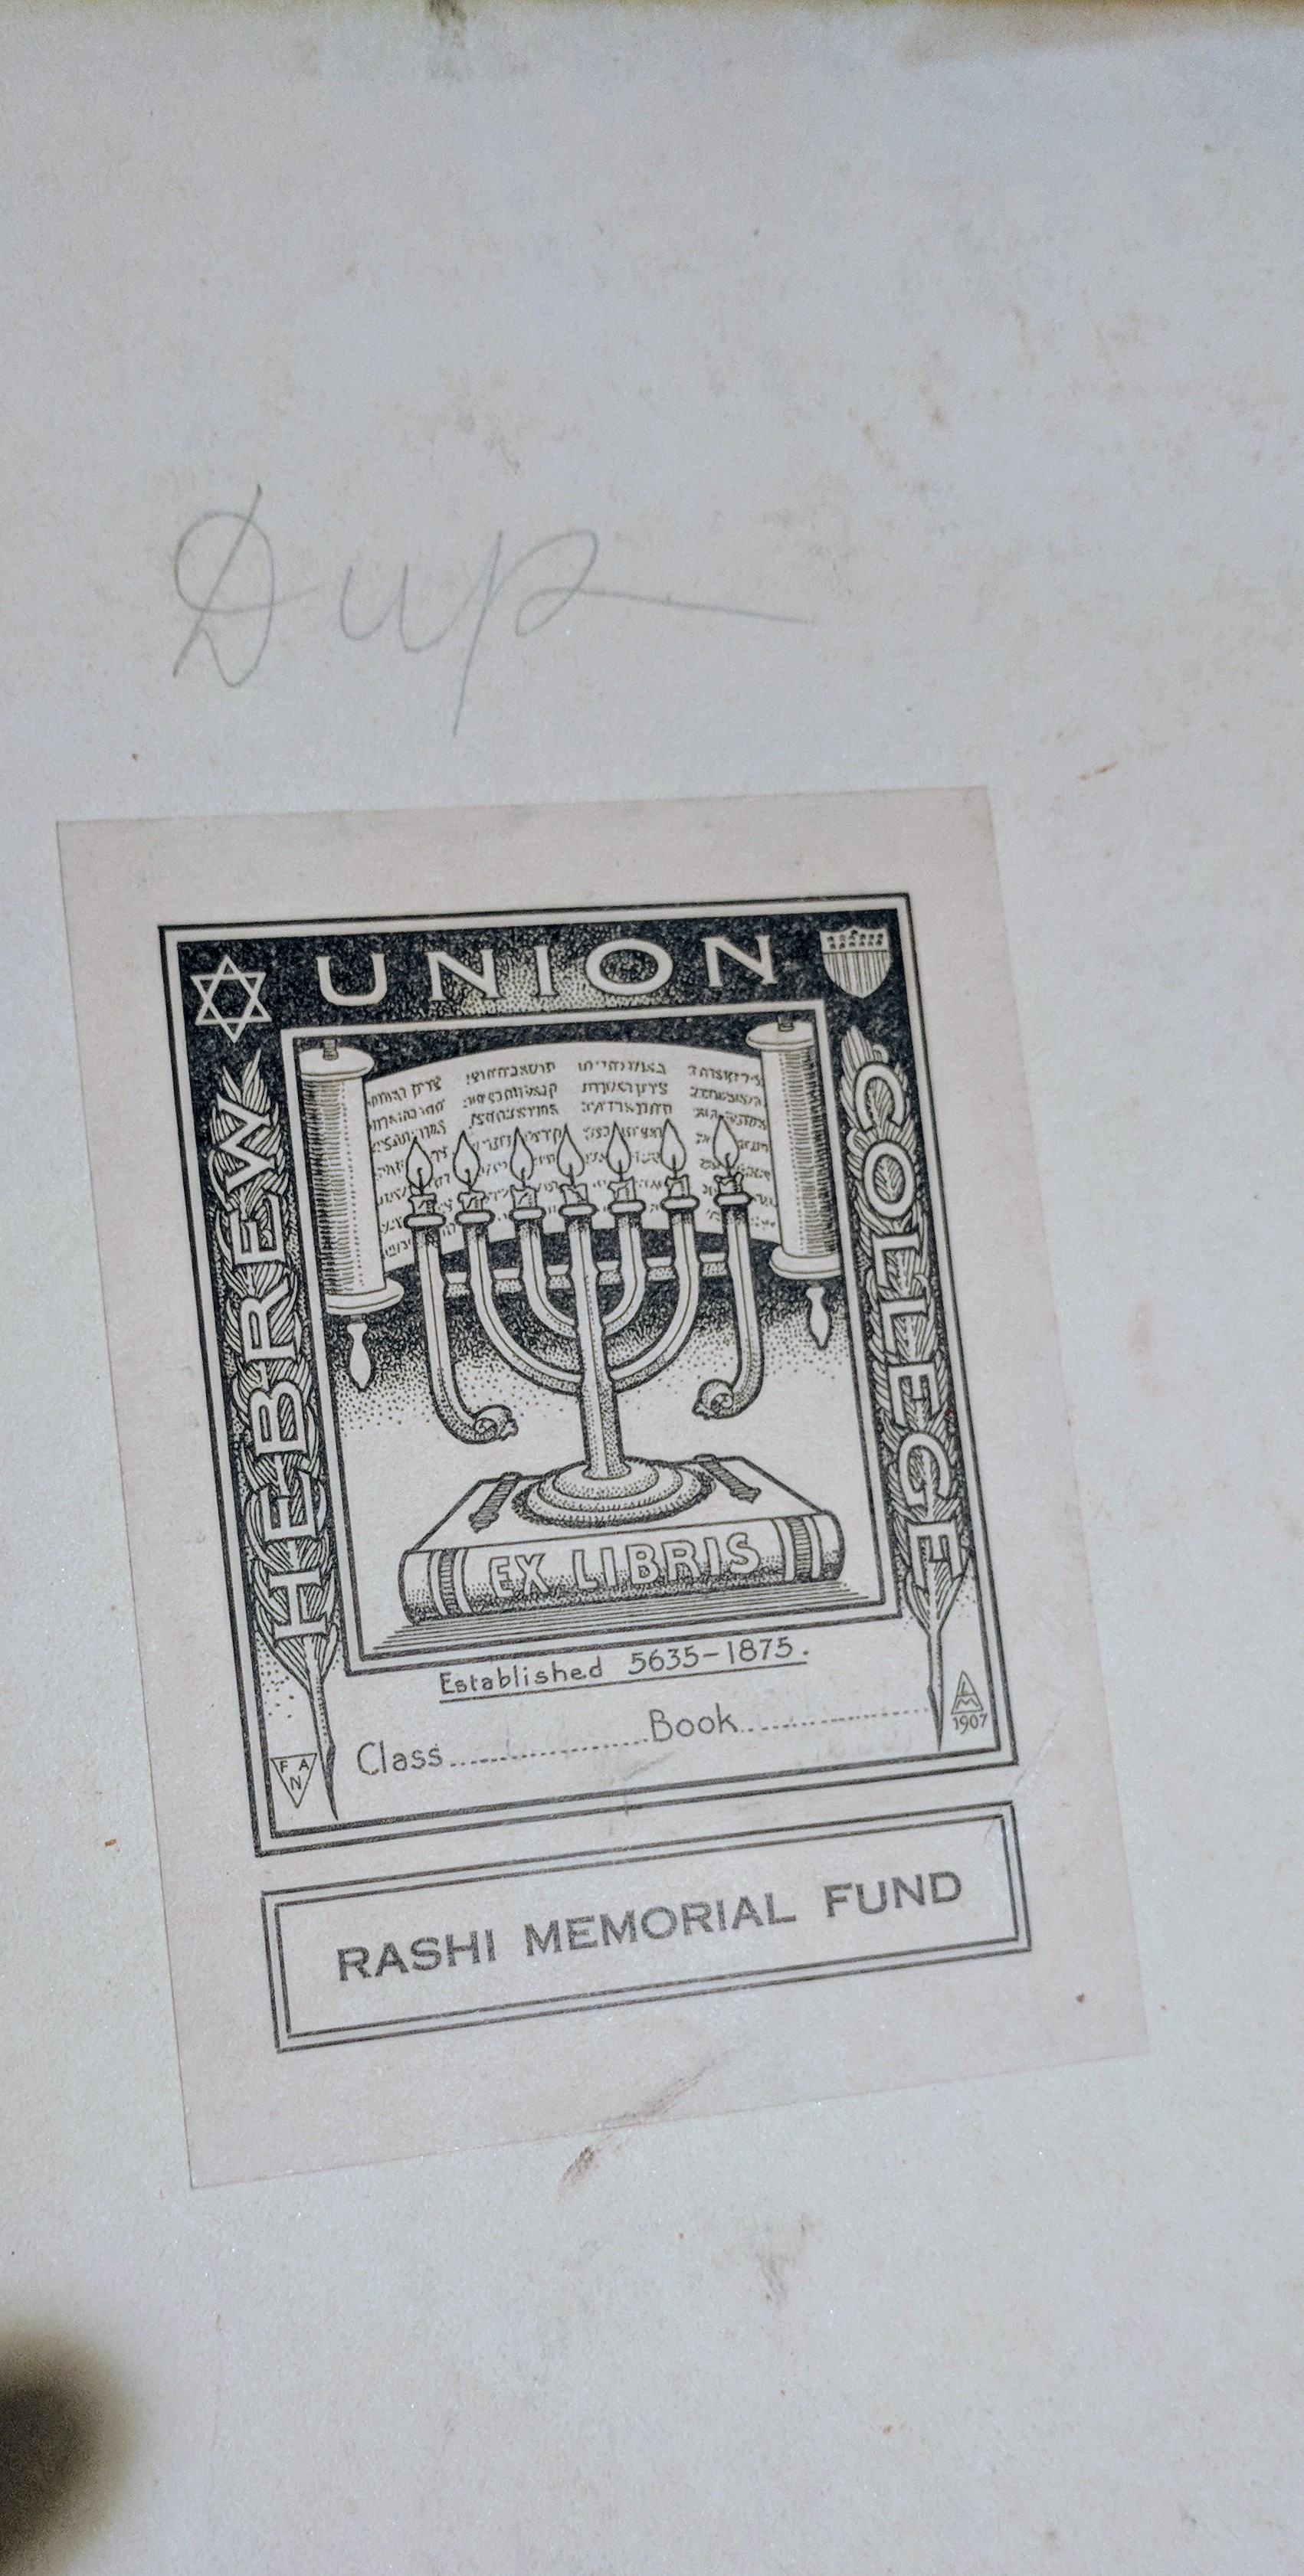 Dup
UNION
HEBREW
COLLEGE
EX LIBRIS
Established 5635-1875.
Class..............Book..............
F A N
1907
RASHI MEMORIAL FUND